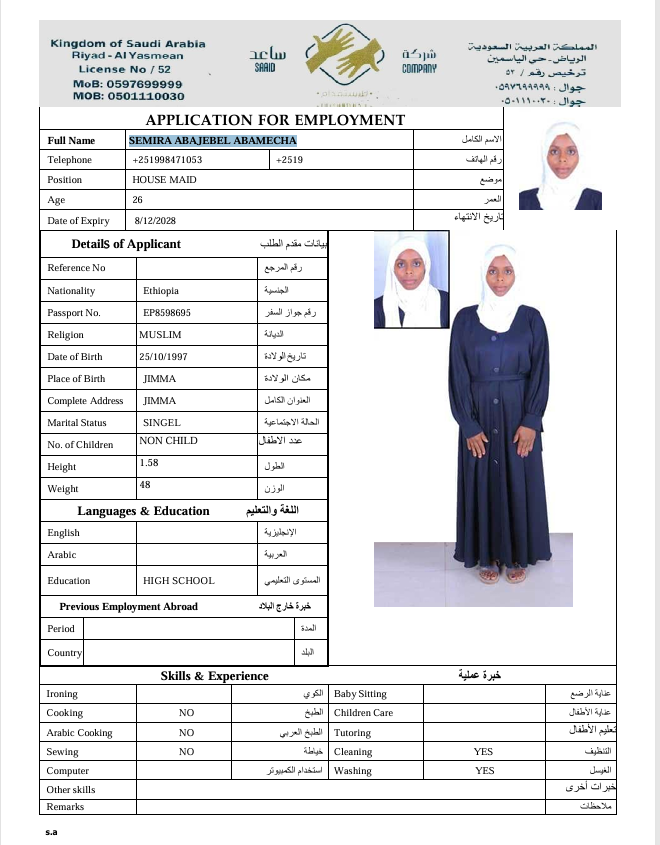 Kingdom of Saudi Arabia
Riyad - Al Yasmean
License No / 52
MoB: 0597699999
MOB: 0501110030
ساعد
SAAID
شركة
COMPANY
المملكة العربية السعودية
الرياض-حى الياسمين
ترخيص رقم / ٥٢
جوال : ٠٥٩٧٦٩٩٩٩٩
جوال : ٠٥٠١١١٠٠٣٠
APPLICATION FOR EMPLOYMENT
Full Name SEMIRA ABAJEBEL ABAMECHA الاسم الكامل
Telephone +251998471053 +2519 رقم الهاتف
Position HOUSE MAID موضع
Age 26 العمر
Date of Expiry 8/12/2028 تاريخ الانتهاء
Details of Applicant بيانات مقدم الطلب
Reference No رقم المرجع
Nationality Ethiopia الجنسية
Passport No. EP8598695 رقم جواز السفر
Religion MUSLIM الديانة
Date of Birth 25/10/1997 تاريخ الولادة
Place of Birth JIMMA مكان الولادة
Complete Address JIMMA العنوان الكامل
Marital Status SINGEL الحالة الاجتماعية
No. of Children NON CHILD عدد الاطفال
Height 1.58 الطول
Weight 48 الوزن
Languages & Education اللغة والتعليم
English الإنجليزية
Arabic العربية
Education HIGH SCHOOL المستوى التعليمي
Previous Employment Abroad خبرة خارج البلاد
Period المدة
Country البلد
Skills & Experience خبرة عملية
Ironing الكوي Baby Sitting عناية الرضع
Cooking NO الطبخ Children Care عناية الأطفال
Arabic Cooking NO الطبخ العربي Tutoring تعليم الأطفال
Sewing NO خياطة Cleaning YES التنظيف
Computer استخدام الكمبيوتر Washing YES الغيسل
Other skills خبرات أخرى
Remarks ملاحظات
s.a